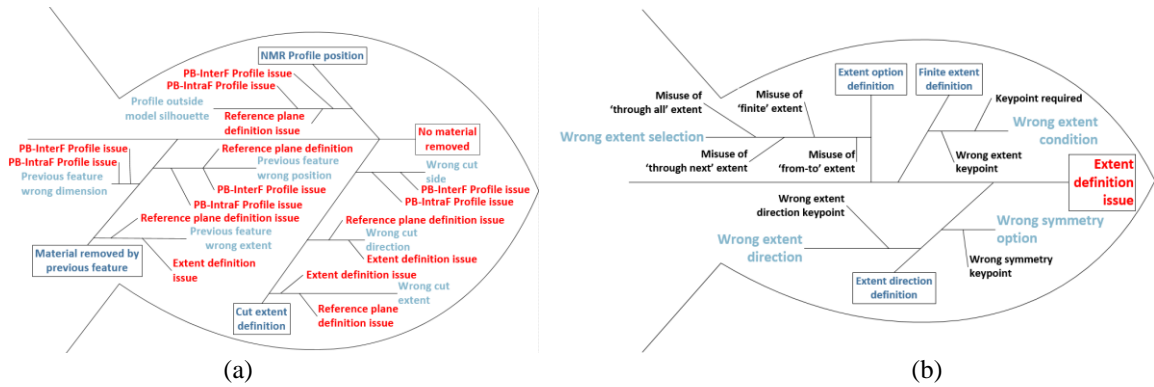 NMR Profile position
PB-InterF Profile issue
PB-IntraF Profile issue
Profile outside
model silhouette
Reference plane
definition issue
No material
removed
PB-InterF Profile issue
PB-IntraF Profile issue
Previous feature
wrong dimension
Reference plane definition
Previous feature
wrong position
PB-InterF Profile issue
PB-IntraF Profile issue
Reference plane definition issue
Previous feature
wrong extent
Extent definition
issue
Material removed by
previous feature
Wrong cut
side
PB-InterF Profile issue
PB-IntraF Profile issue
Reference plane definition issue
Wrong cut
direction
Extent definition issue
Extent definition issue
Wrong cut
extent
Reference plane
definition issue
Cut extent
definition
(a)
Extent option
definition
Finite extent
definition
Misuse of
‘through all’ extent
Misuse of
‘finite’ extent
Keypoint required
Wrong extent selection
Wrong extent
condition
Misuse of
‘through next’ extent
Misuse of
‘from-to’ extent
Wrong extent
keypoint
Extent
definition
issue
Wrong extent
direction keypoint
Wrong symmetry
option
Wrong extent
direction
Wrong symmetry
keypoint
Extent direction
definition
(b)